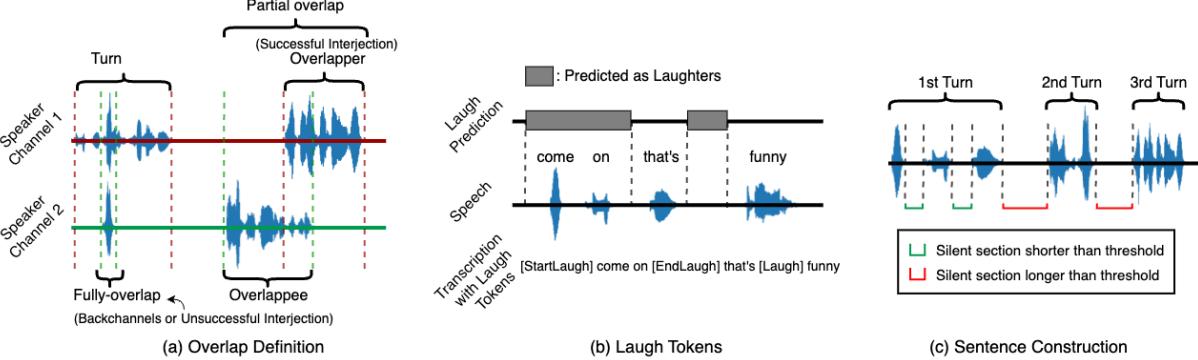 Partial overlap
(Successful Interjection)
Turn
Overlapper
Speaker
Channel 1
Speaker
Channel 2
Fully-overlap
Overlappee
(Backchannels or Unsuccessful Interjection)
(a) Overlap Definition
: Predicted as Laughters
Laugh
Prediction
come on that's funny
Speech
Transcription
with Laugh
Tokens
[StartLaugh] come on [EndLaugh] that's [Laugh] funny
(b) Laugh Tokens
1st Turn
2nd Turn
3rd Turn
Silent section shorter than threshold
Silent section longer than threshold
(c) Sentence Construction